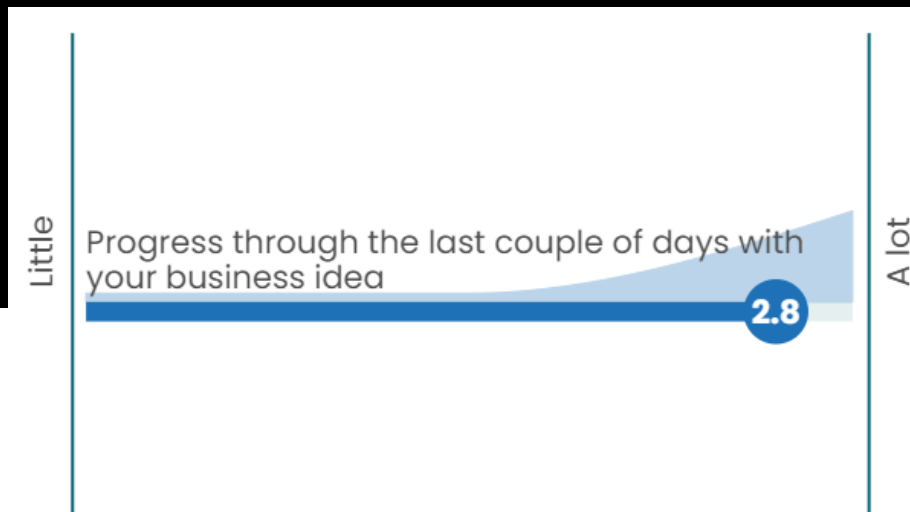 Little
Progress through the last couple of days with
your business idea
2.8
A lot